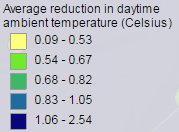 Average reduction in daytime
ambient temperature (Celsius)
0.09 - 0.53
0.54 - 0.67
0.68 - 0.82
0.83 - 1.05
1.06 - 2.54